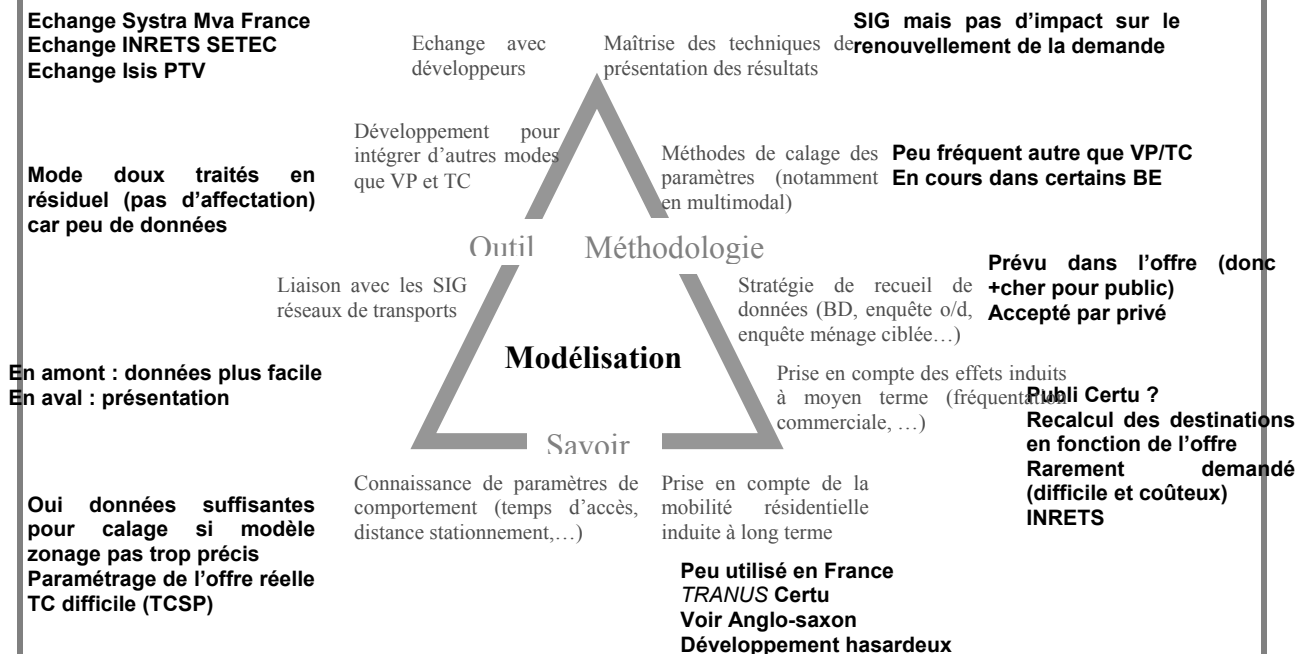 Echange Systra Mva France
Echange INRETS SETEC
Echange Isis PTV
Echange avec
développeurs
Maîtrise des techniques de
présentation des résultats
SIG mais pas d’impact sur le
renouvellement de la demande
Développement pour
intégrer d’autres modes
que VP et TC
Mode doux traités en
résiduel (pas d’affectation)
car peu de données
Méthodes de calage des
paramètres (notamment
en multimodal)
Peu fréquent autre que VP/TC
En cours dans certains BE
Outil
Méthodologie
Liaison avec les SIG
réseaux de transports
Stratégie de recueil de
données (BD, enquête o/d,
enquête ménage ciblée…)
Prévu dans l’offre (donc
+cher pour public)
Accepté par privé
Modélisation
En amont : données plus facile
En aval : présentation
Prise en compte des effets induits
à moyen terme (fréquentation
commerciale, …)
Publi Certu ?
Recalcul des destinations
en fonction de l’offre
Rarement demandé
(difficile et coûteux)
INRETS
Savoir
Connaissance de paramètres de
comportement (temps d’accès,
distance stationnement,…)
Prise en compte de la
mobilité résidentielle
induite à long terme
Oui données suffisantes
pour calage si modèle
zonage pas trop précis
Paramétrage de l’offre réelle
TC difficile (TCSP)
Peu utilisé en France
TRANUS Certu
Voir Anglo-saxon
Développement hasardeux